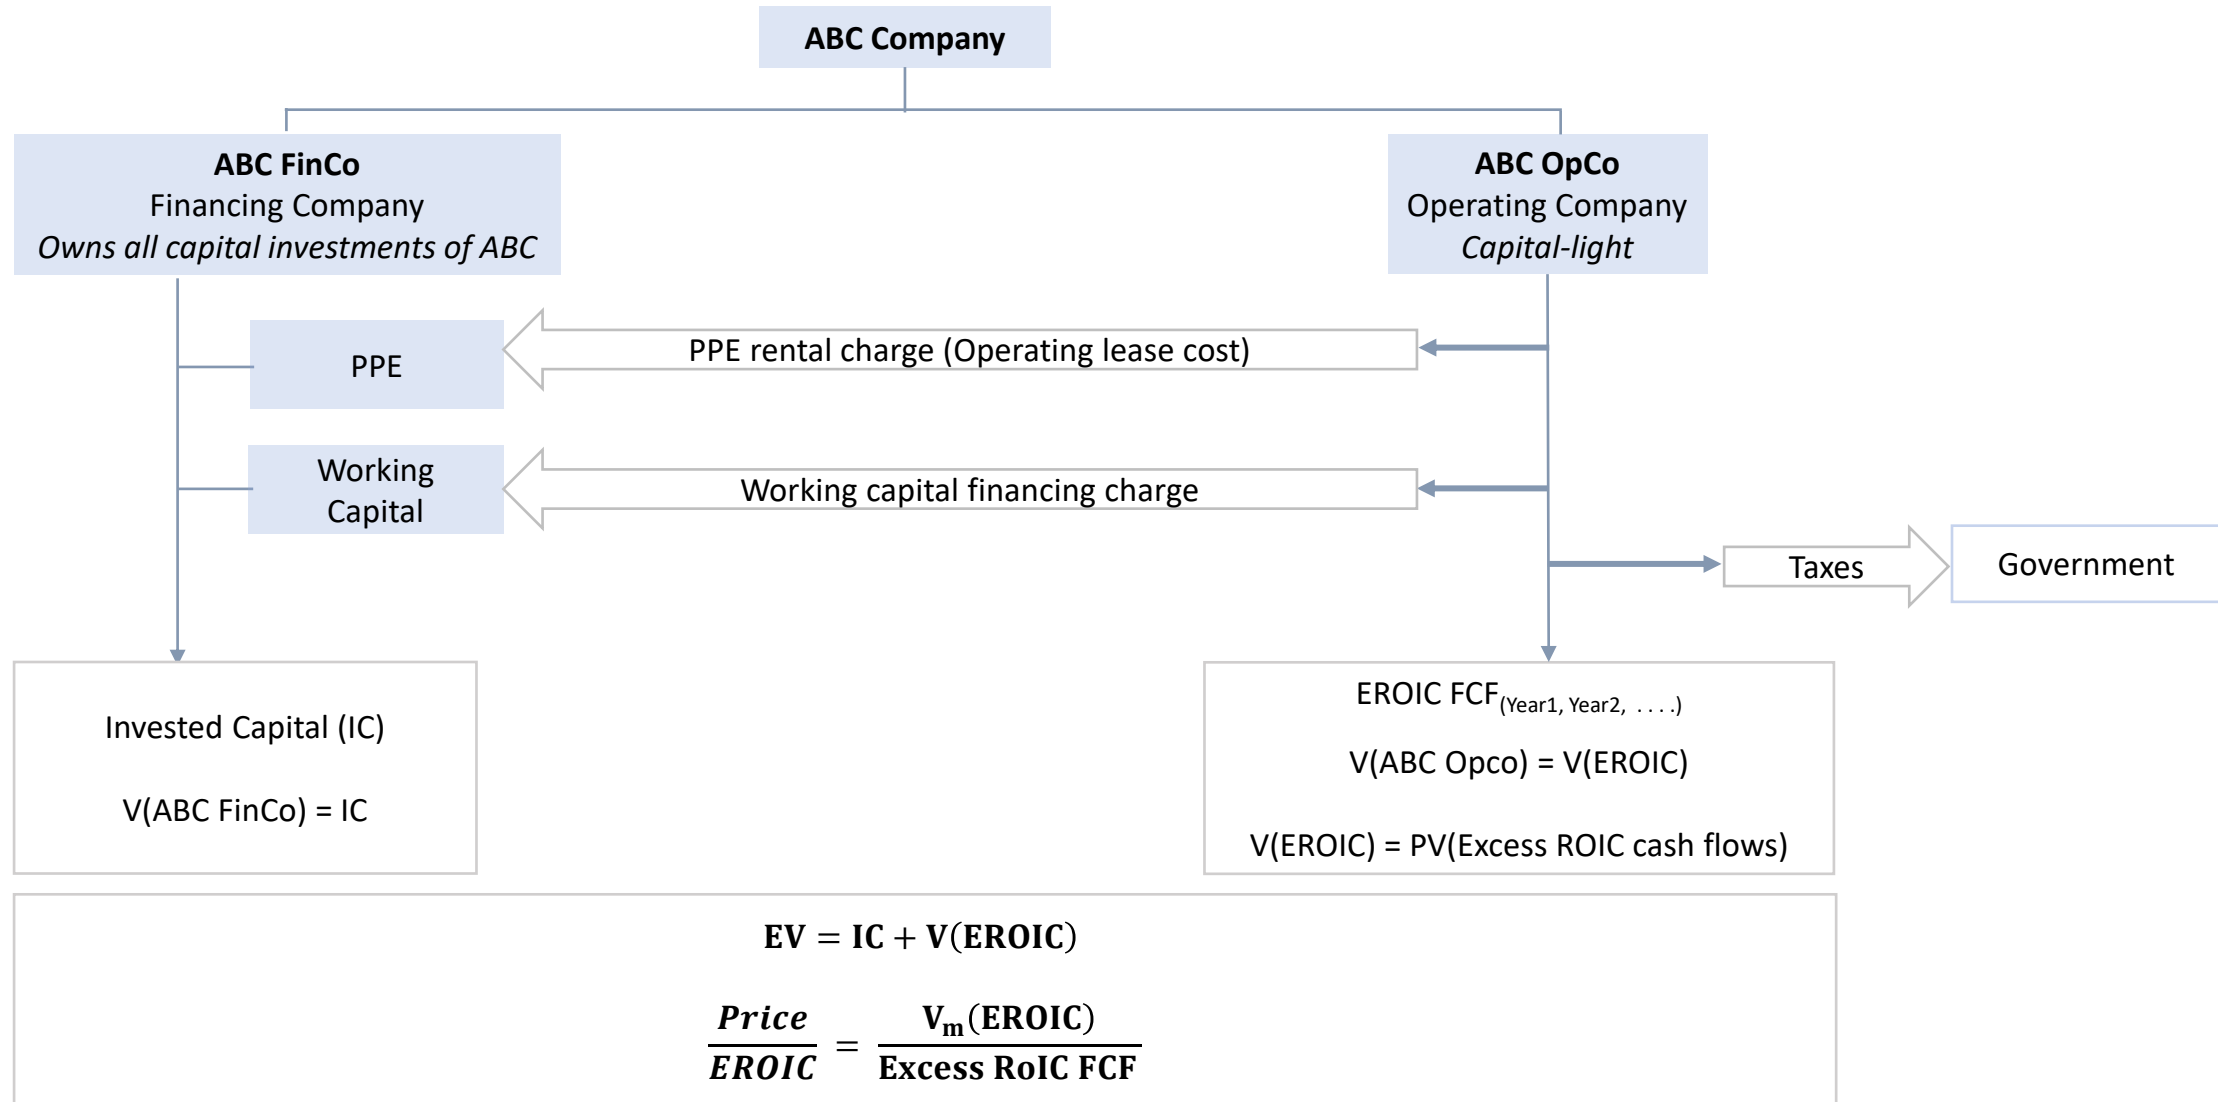 ABC Company
ABC FinCo
Financing Company
Owns all capital investments of ABC
ABC OpCo
Operating Company
Capital-light
PPE
PPE rental charge (Operating lease cost)
Working
Capital
Working capital financing charge
Taxes
Government
Invested Capital (IC)
V(ABC FinCo) = IC
EROIC FCF(Year1, Year2, . . . .)
V(ABC Opco) = V(EROIC)
V(EROIC) = PV(Excess ROIC cash flows)
EV = IC + V(EROIC)
Price / EROIC = Vm(EROIC) / Excess RoIC FCF